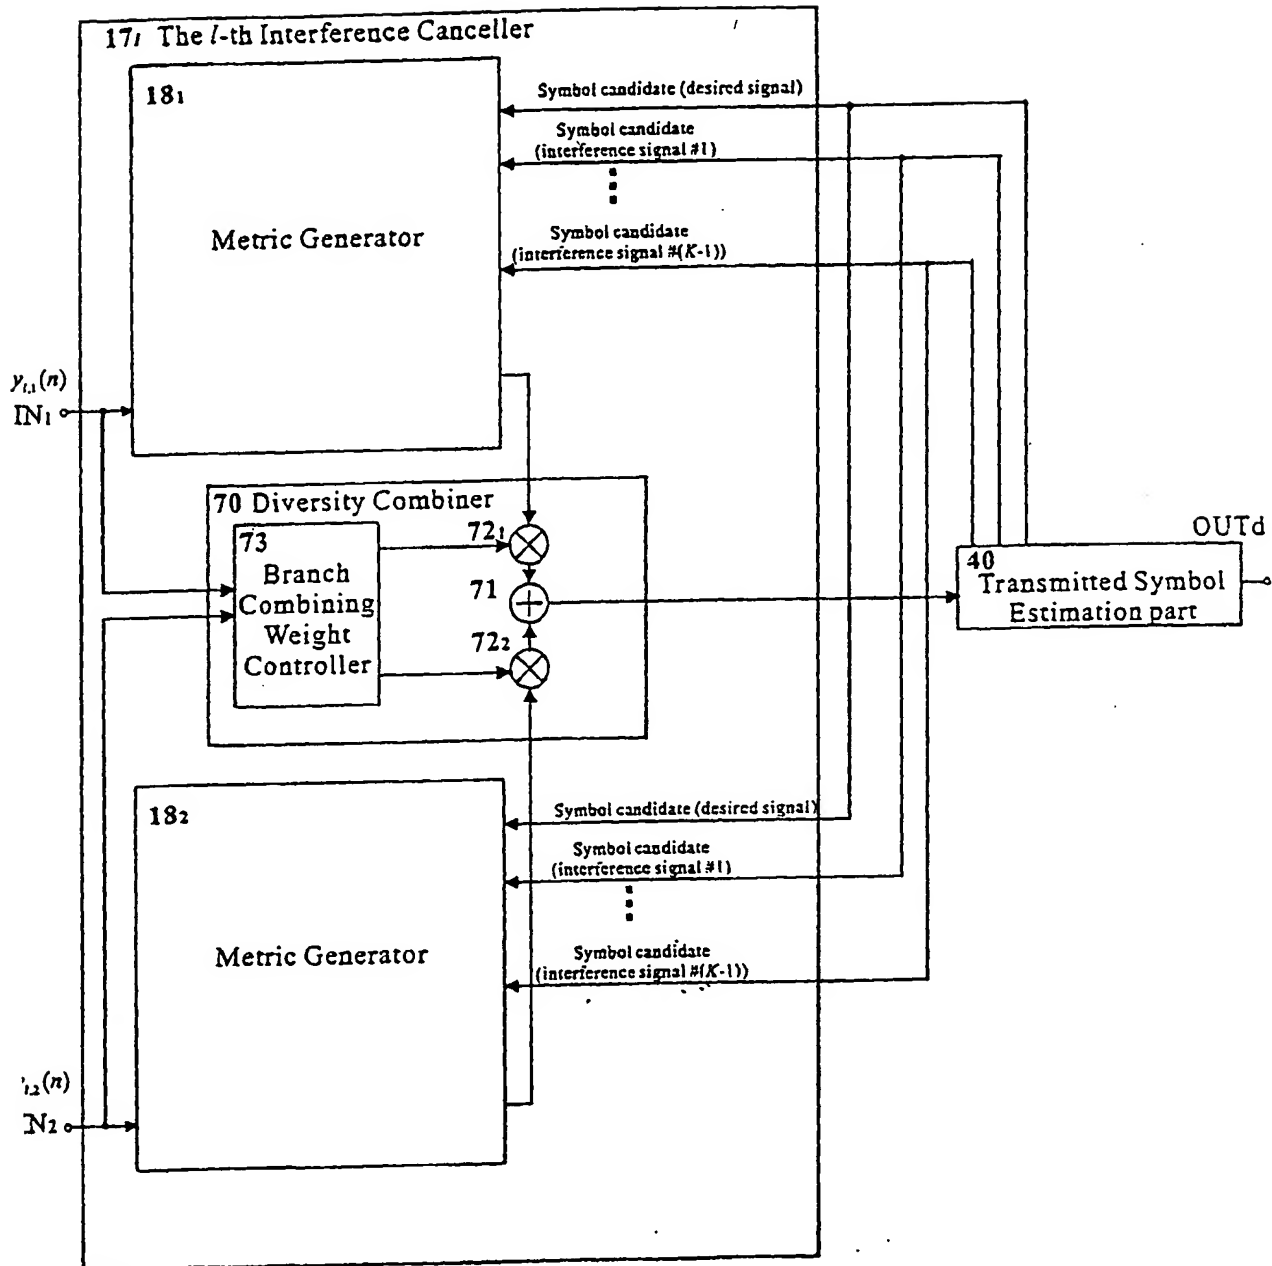 17l The l-th Interference Canceller
181
Metric Generator
Symbol candidate (desired signal)
Symbol candidate
(interference signal #1)
Symbol candidate
(interference signal #(K-1))
yl,1(n)
IN1
70 Diversity Combiner
73
Branch
Combining
Weight
Controller
721
71
722
OUTd
40
Transmitted Symbol
Estimation part
182
Metric Generator
Symbol candidate (desired signal)
Symbol candidate
(interference signal #1)
Symbol candidate
(interference signal #(K-1))
l,2(n)
IN2